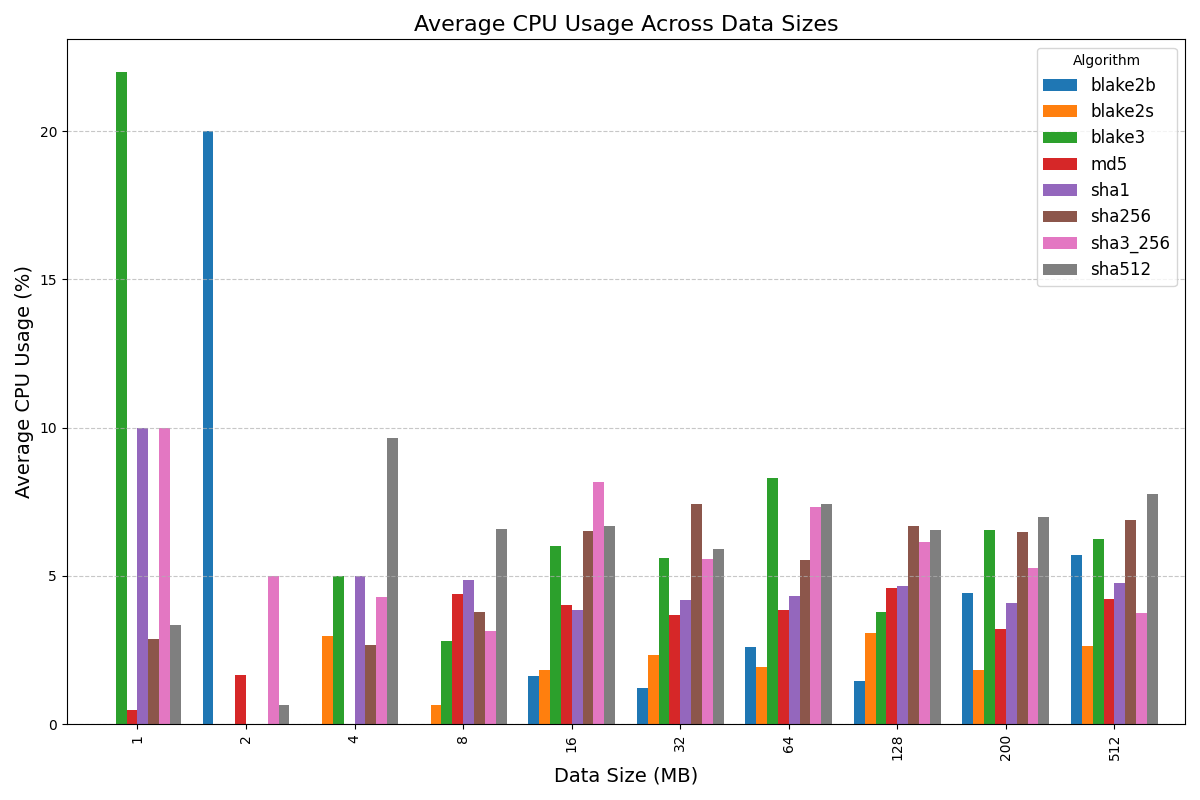 Average CPU Usage Across Data Sizes
Average CPU Usage (%)
20
15
10
5
0
1
2
4
8
16
32
64
128
200
512
Data Size (MB)
Algorithm
blake2b
blake2s
blake3
md5
sha1
sha256
sha3_256
sha512